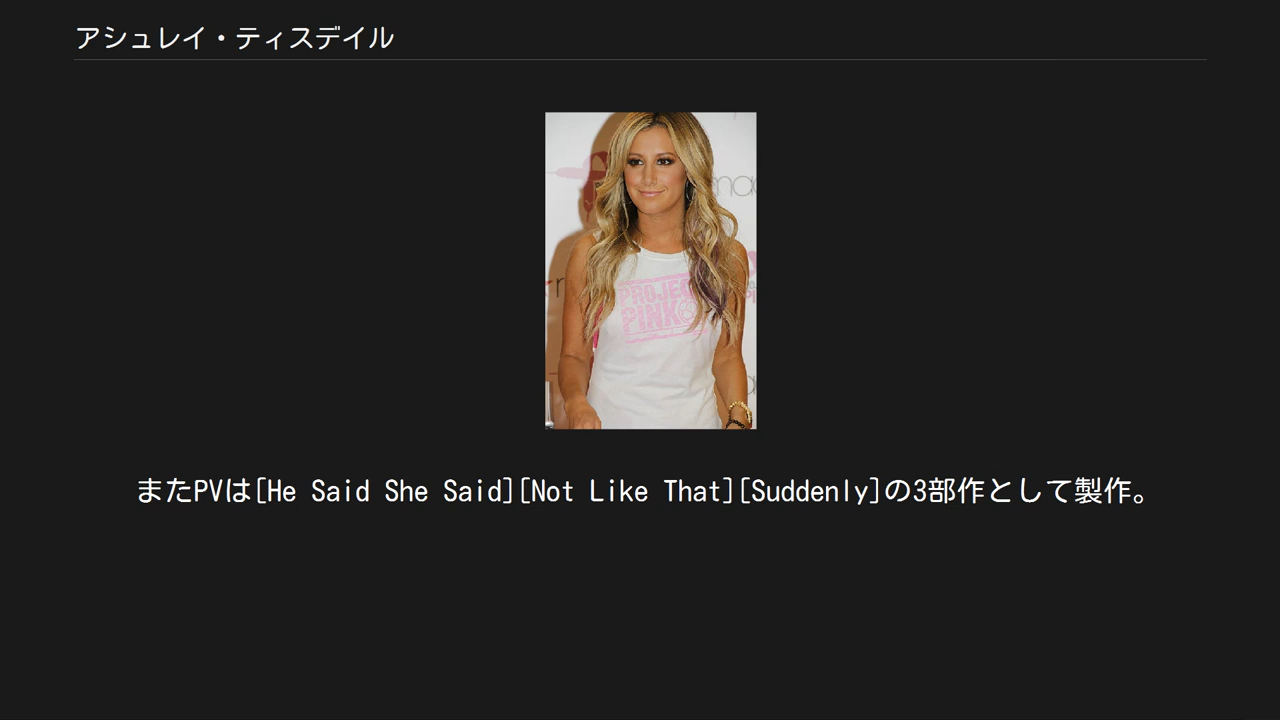 アシュレイ・ティスデイル
PROJEC
PINK
またPVは[He Said She Said][Not Like That][Suddenly]の3部作として製作。